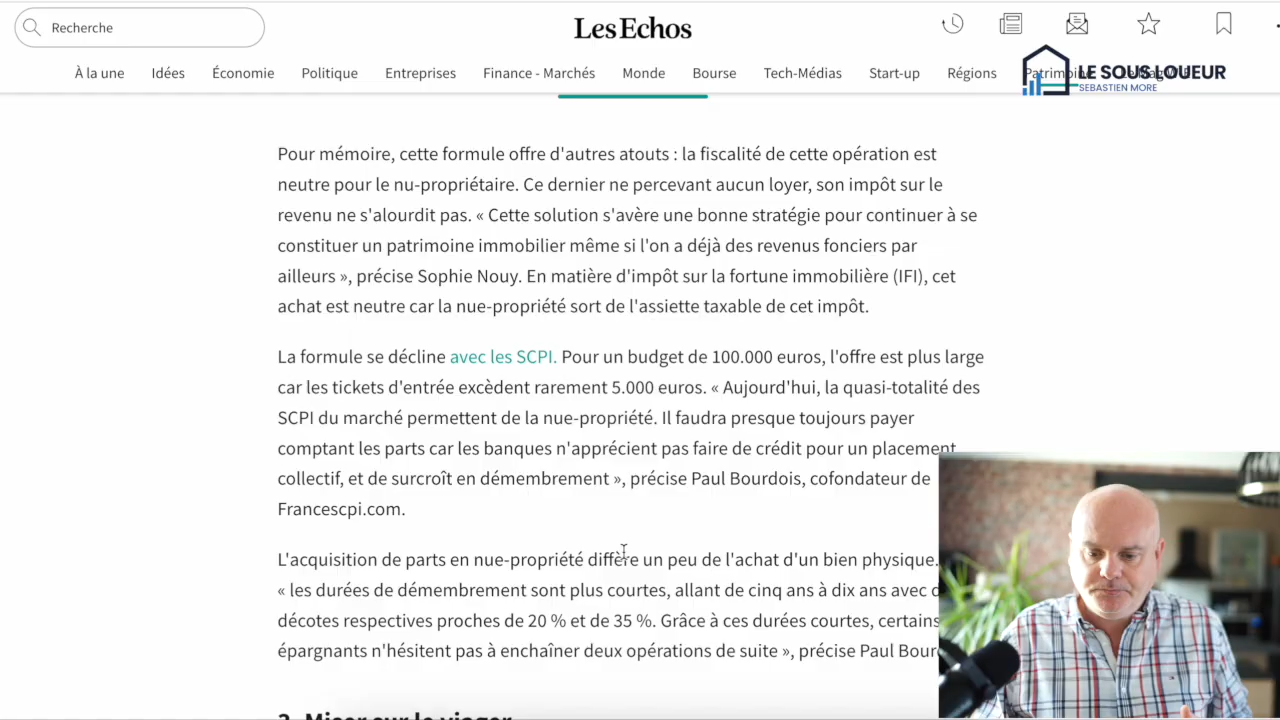 Recherche
Les Echos
À la une Idées Économie Politique Entreprises Finance - Marchés Monde Bourse Tech-Médias Start-up Régions Patrimoine
LE SOUS LOUEUR
SEBASTIEN MORE
Pour mémoire, cette formule offre d'autres atouts : la fiscalité de cette opération est
neutre pour le nu-propriétaire. Ce dernier ne percevant aucun loyer, son impôt sur le
revenu ne s'alourdit pas. « Cette solution s'avère une bonne stratégie pour continuer à se
constituer un patrimoine immobilier même si l'on a déjà des revenus fonciers par
ailleurs », précise Sophie Nouy. En matière d'impôt sur la fortune immobilière (IFI), cet
achat est neutre car la nue-propriété sort de l'assiette taxable de cet impôt.
La formule se décline avec les SCPI. Pour un budget de 100.000 euros, l'offre est plus large
car les tickets d'entrée excèdent rarement 5.000 euros. « Aujourd'hui, la quasi-totalité des
SCPI du marché permettent de la nue-propriété. Il faudra presque toujours payer
comptant les parts car les banques n'apprécient pas faire de crédit pour un placement
collectif, et de surcroît en démembrement », précise Paul Bourdois, cofondateur de
Francescpi.com.
L'acquisition de parts en nue-propriété diffère un peu de l'achat d'un bien physique.
« les durées de démembrement sont plus courtes, allant de cinq ans à dix ans avec
décotes respectives proches de 20 % et de 35 %. Grâce à ces durées courtes, certains
épargnants n'hésitent pas à enchaîner deux opérations de suite », précise Paul
Miser sur le viager